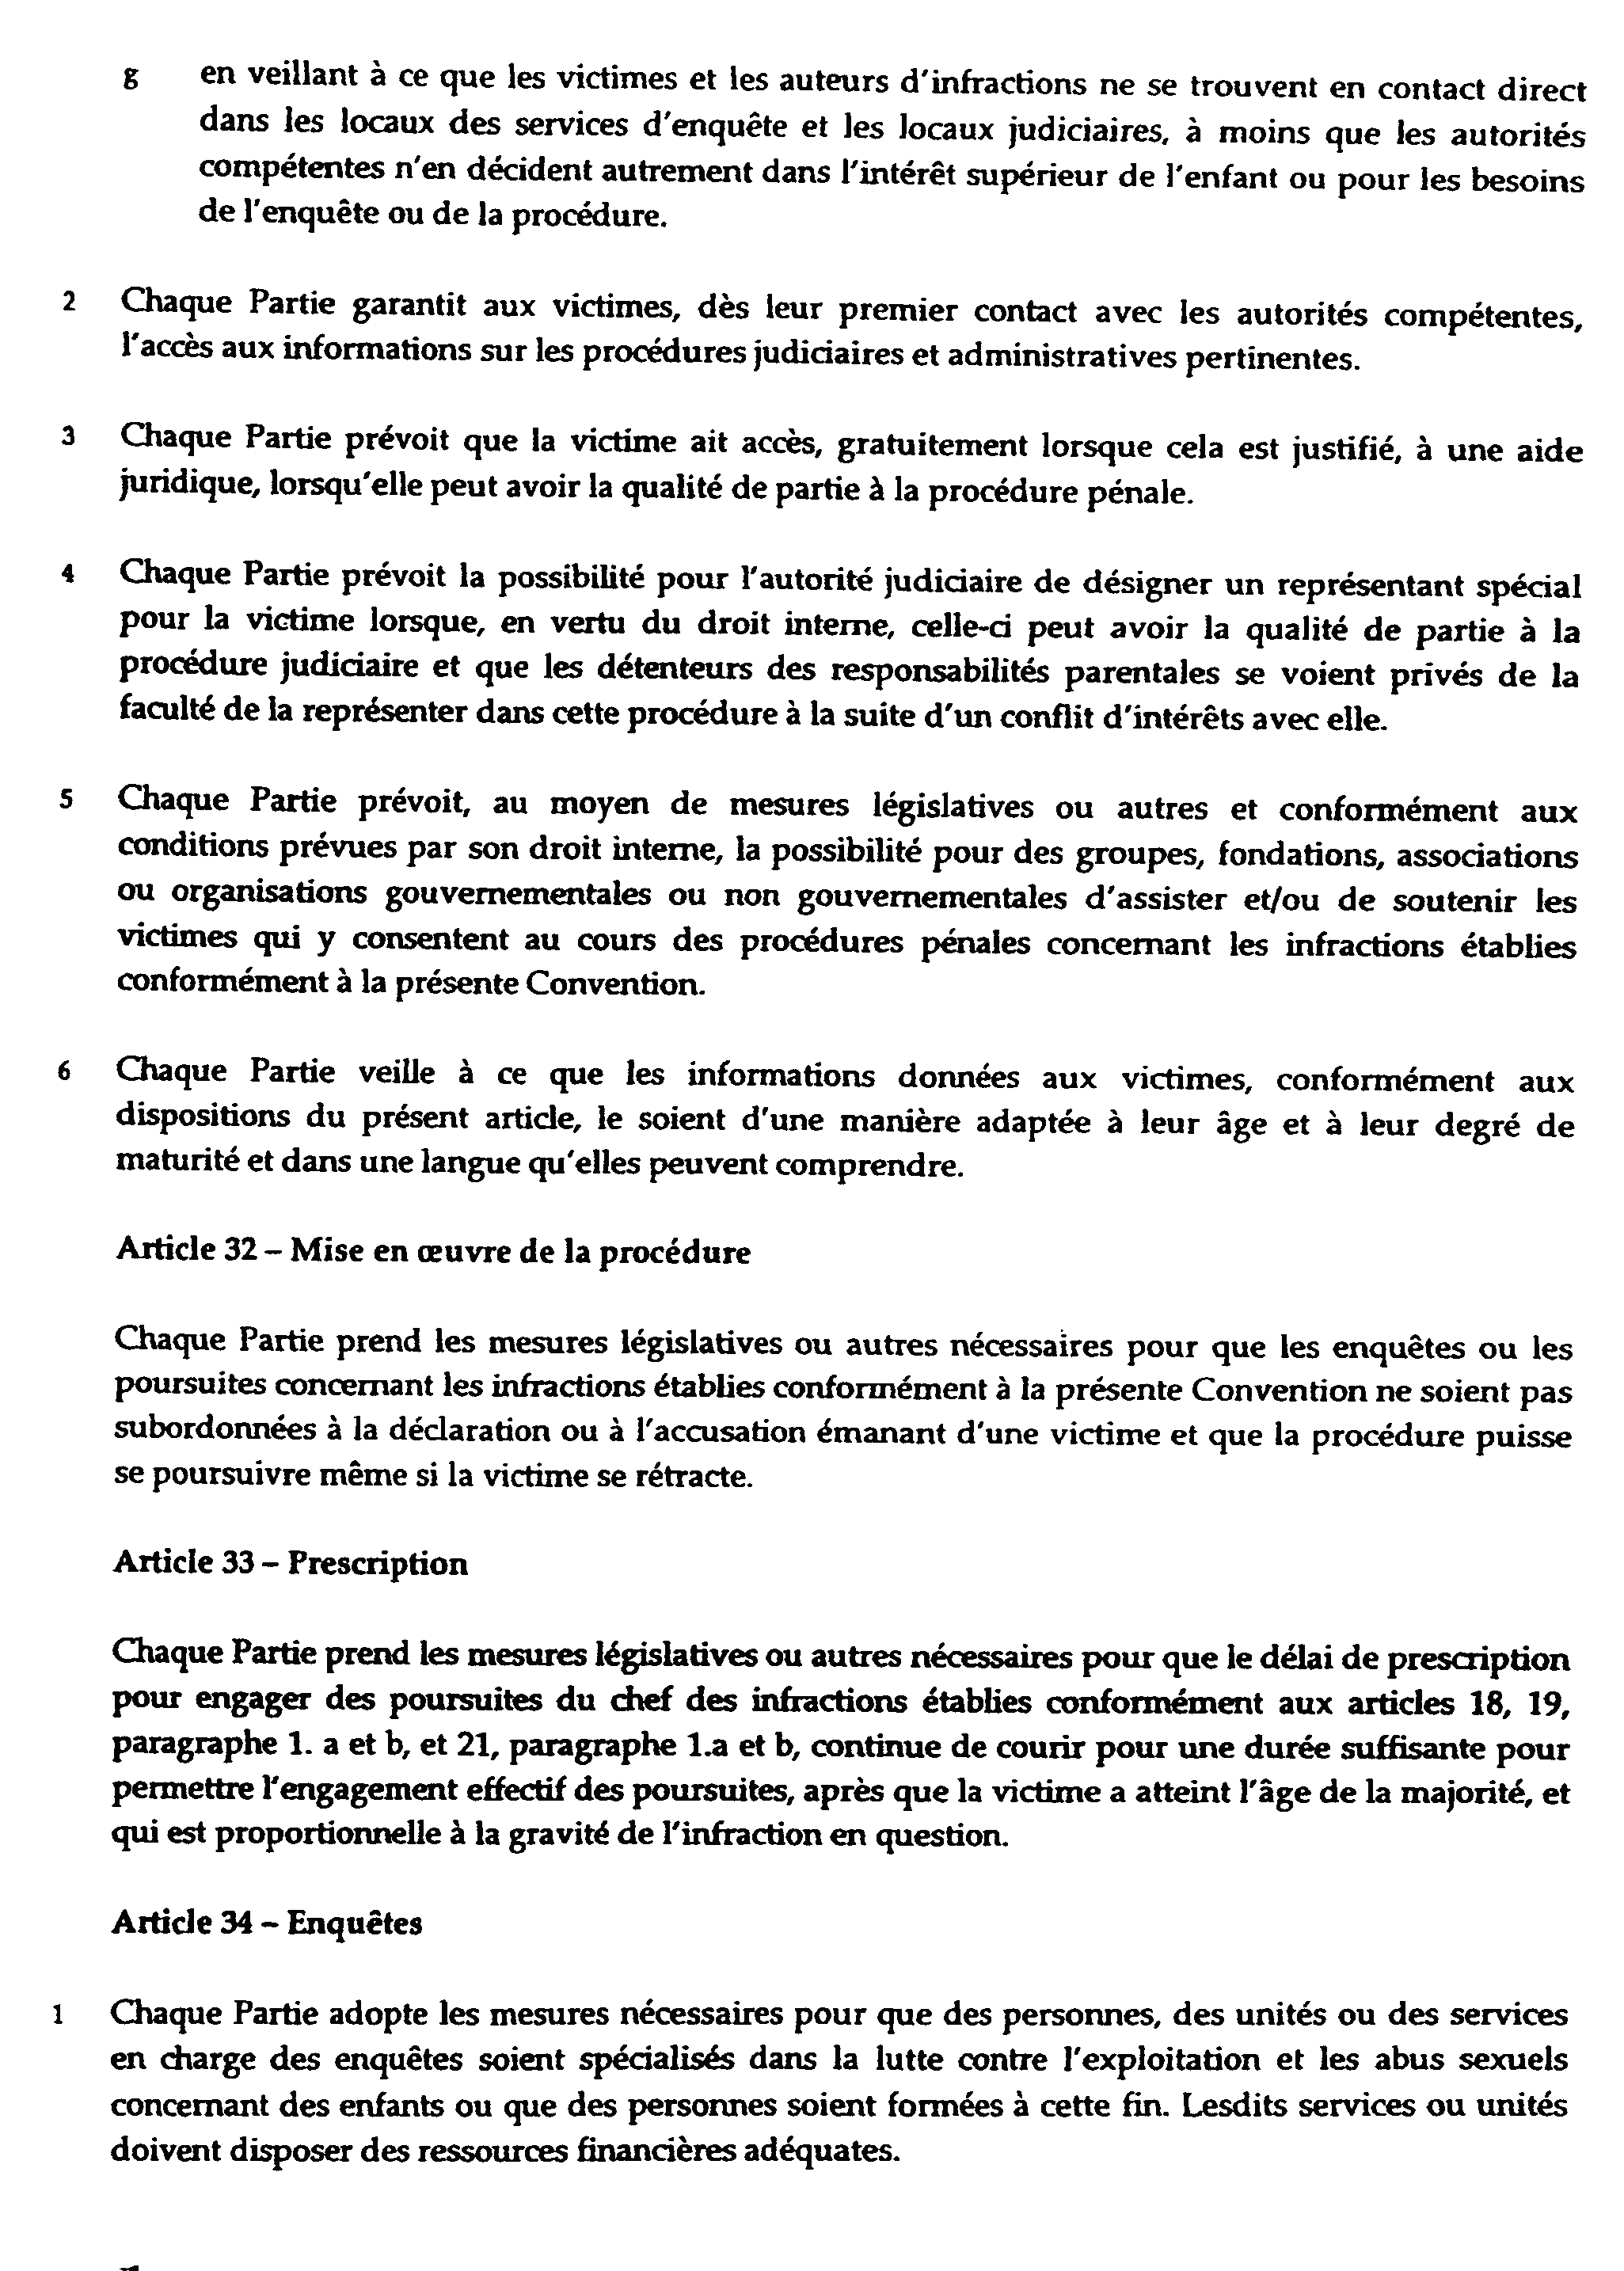 g en veillant à ce que les victimes et les auteurs d'infractions ne se trouvent en contact direct
dans les locaux des services d'enquête et les locaux judiciaires, à moins que les autorités
compétentes n'en décident autrement dans l'intérêt supérieur de l'enfant ou pour les besoins
de l'enquête ou de la procédure.
2 Chaque Partie garantit aux victimes, dès leur premier contact avec les autorités compétentes,
l'accès aux informations sur les procédures judiciaires et administratives pertinentes.
3 Chaque Partie prévoit que la victime ait accès, gratuitement lorsque cela est justifié, à une aide
juridique, lorsqu'elle peut avoir la qualité de partie à la procédure pénale.
4 Chaque Partie prévoit la possibilité pour l'autorité judiciaire de désigner un représentant spécial
pour la victime lorsque, en vertu du droit interne, celle-ci peut avoir la qualité de partie à la
procédure judiciaire et que les détenteurs des responsabilités parentales se voient privés de la
faculté de la représenter dans cette procédure à la suite d'un conflit d'intérêts avec elle.
5 Chaque Partie prévoit, au moyen de mesures législatives ou autres et conformément aux
conditions prévues par son droit interne, la possibilité pour des groupes, fondations, associations
ou organisations gouvernementales ou non gouvernementales d'assister et/ou de soutenir les
victimes qui y consentent au cours des procédures pénales concernant les infractions établies
conformément à la présente Convention.
6 Chaque Partie veille à ce que les informations données aux victimes, conformément aux
dispositions du présent article, le soient d'une manière adaptée à leur âge et à leur degré de
maturité et dans une langue qu'elles peuvent comprendre.
Article 32 – Mise en œuvre de la procédure
Chaque Partie prend les mesures législatives ou autres nécessaires pour que les enquêtes ou les
poursuites concernant les infractions établies conformément à la présente Convention ne soient pas
subordonnées à la déclaration ou à l'accusation émanant d'une victime et que la procédure puisse
se poursuivre même si la victime se rétracte.
Article 33 – Prescription
Chaque Partie prend les mesures législatives ou autres nécessaires pour que le délai de prescription
pour engager des poursuites du chef des infractions établies conformément aux articles 18, 19,
paragraphe 1. a et b, et 21, paragraphe 1.a et b, continue de courir pour une durée suffisante pour
permettre l'engagement effectif des poursuites, après que la victime a atteint l'âge de la majorité, et
qui est proportionnelle à la gravité de l'infraction en question.
Article 34 – Enquêtes
1 Chaque Partie adopte les mesures nécessaires pour que des personnes, des unités ou des services
en charge des enquêtes soient spécialisés dans la lutte contre l'exploitation et les abus sexuels
concernant des enfants ou que des personnes soient formées à cette fin. Lesdits services ou unités
doivent disposer des ressources financières adéquates.